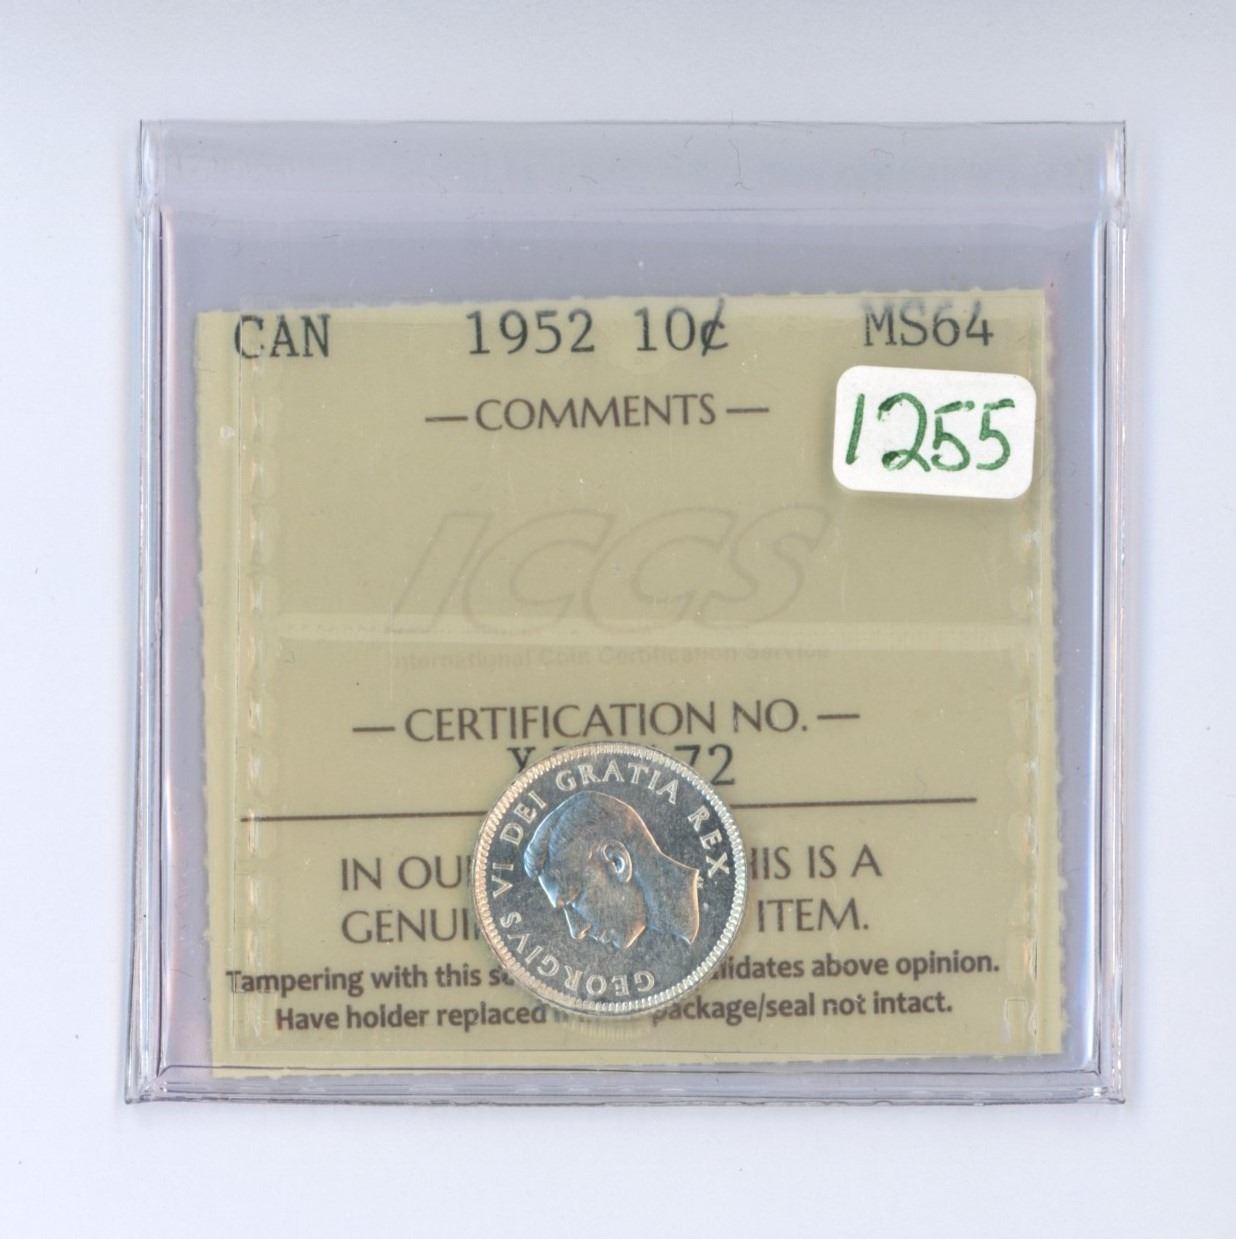 CAN 1952 10¢ MS64
—COMMENTS—
1255
ICCS
International Coin Certification Service
—CERTIFICATION NO.—
72
GEORGIVS VI DEI GRATIA REX
IN OU HIS IS A
GENUI ITEM.
Tampering with this s lidates above opinion.
Have holder replaced package/seal not intact.